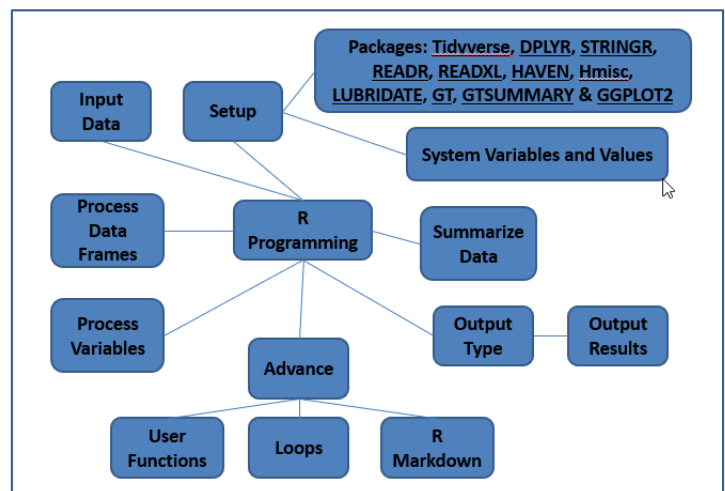 Packages: Tidvverse, DPLYR, STRINGR,
READR, READXL, HAVEN, Hmisc,
LUBRIDATE, GT, GTSUMMARY & GGPLOT2
Input
Data
Setup
System Variables and Values
Process
Data
Frames
R
Programming
Summarize
Data
Process
Variables
Output
Type
Output
Results
Advance
User
Functions
Loops
R
Markdown